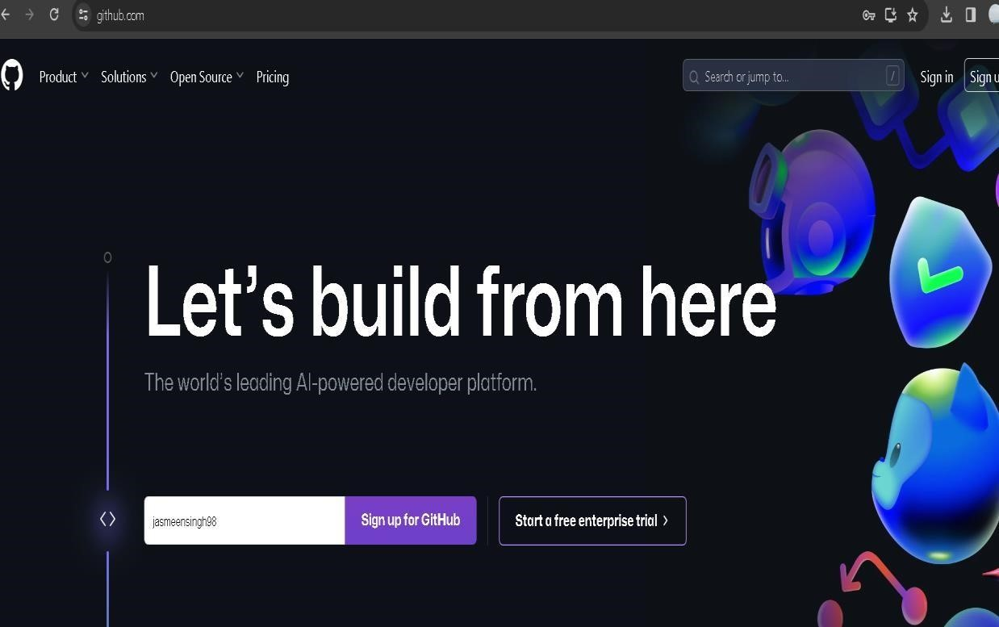 github.com
Product Solutions Open Source Pricing
Search or jump to... /
Sign in
Sign u
Let's build from here
The world's leading AI-powered developer platform.
jasmeensingh98
Sign up for GitHub
Start a free enterprise trial